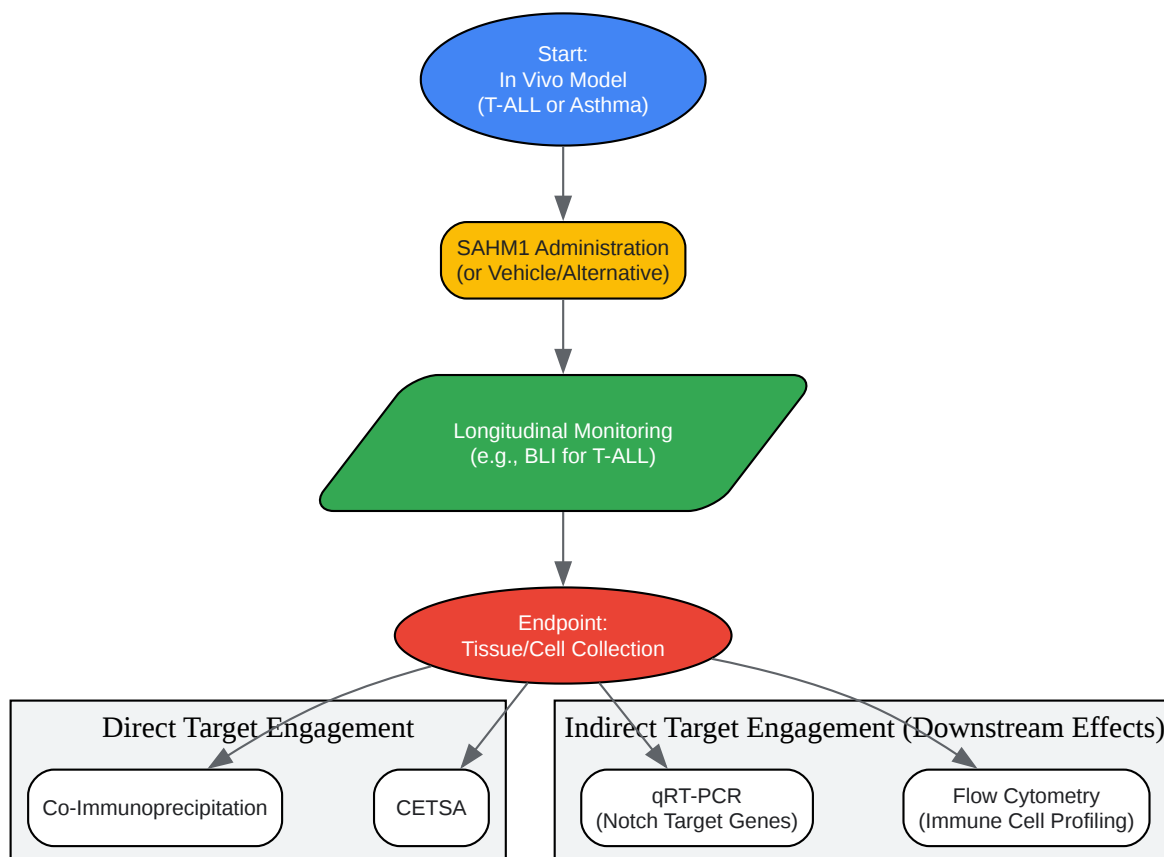 Start:
In Vivo Model
(T-ALL or Asthma)
SAHM1 Administration
(or Vehicle/Alternative)
Longitudinal Monitoring
(e.g., BLI for T-ALL)
Endpoint:
Tissue/Cell Collection
Direct Target Engagement
Co-Immunoprecipitation
CETSA
Indirect Target Engagement (Downstream Effects)
qRT-PCR
(Notch Target Genes)
Flow Cytometry
(Immune Cell Profiling)